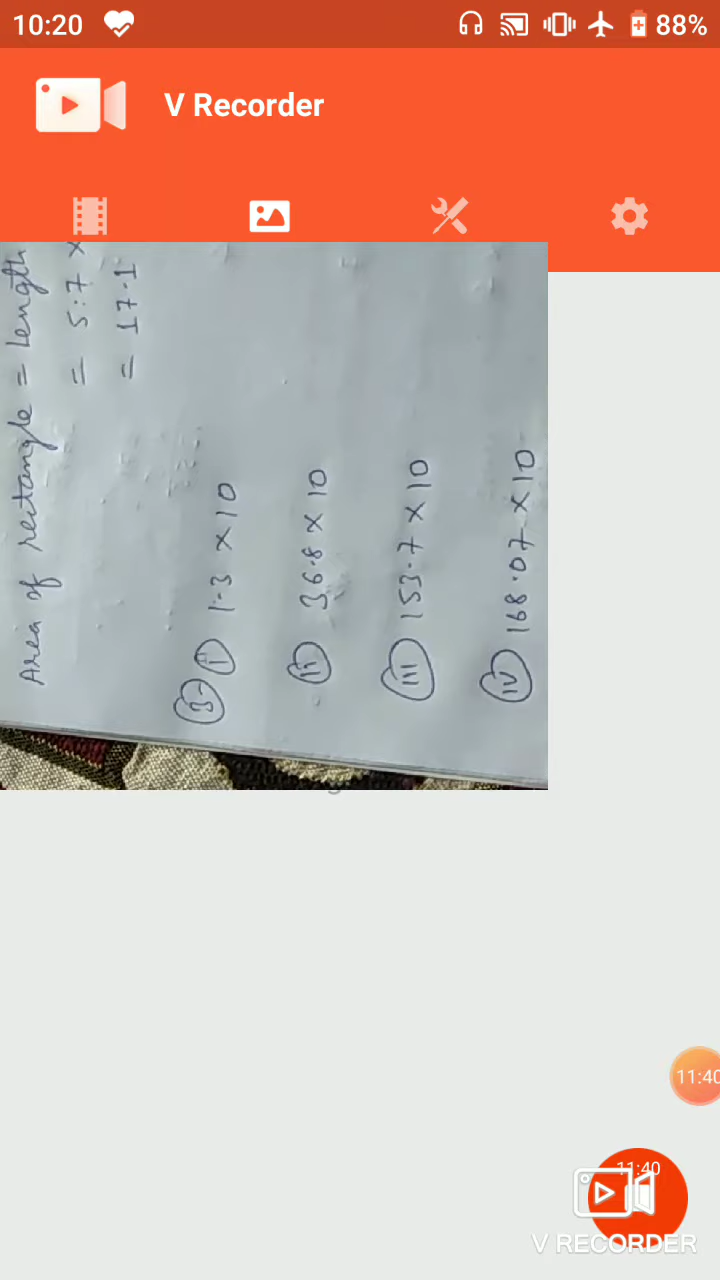 10:20
88%
V Recorder
Area of rectangle = length
= 5.7 ×
= 17.1
3- i 1.3 × 10
ii 36.8 × 10
iii 153.7 × 10
iv 168.07 × 10
11:40
11:40
V RECORDER